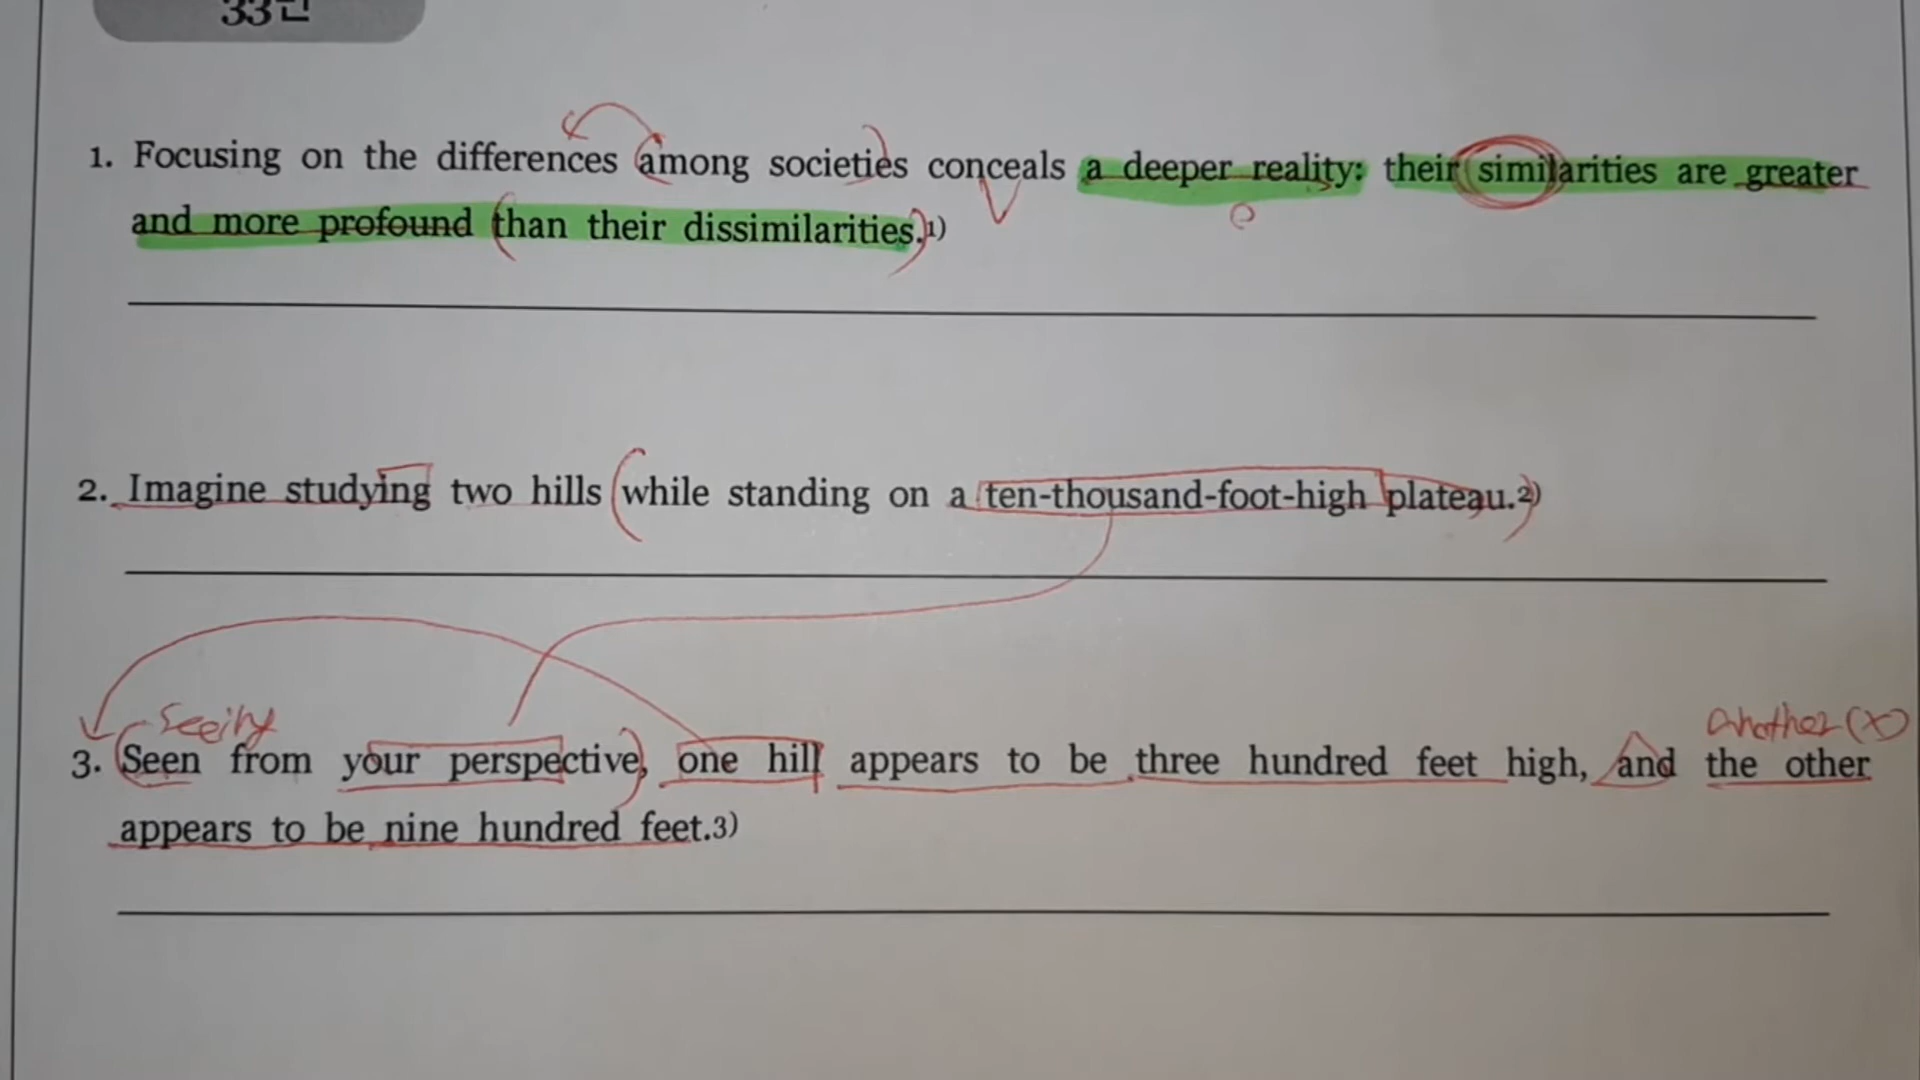 33번
1. Focusing on the differences among societies conceals a deeper reality: their similarities are greater
and more profound than their dissimilarities.1)
2. Imagine studying two hills while standing on a ten-thousand-foot-high plateau.2)
seeing
another (x)
3. Seen from your perspective, one hill appears to be three hundred feet high, and the other
appears to be nine hundred feet.3)